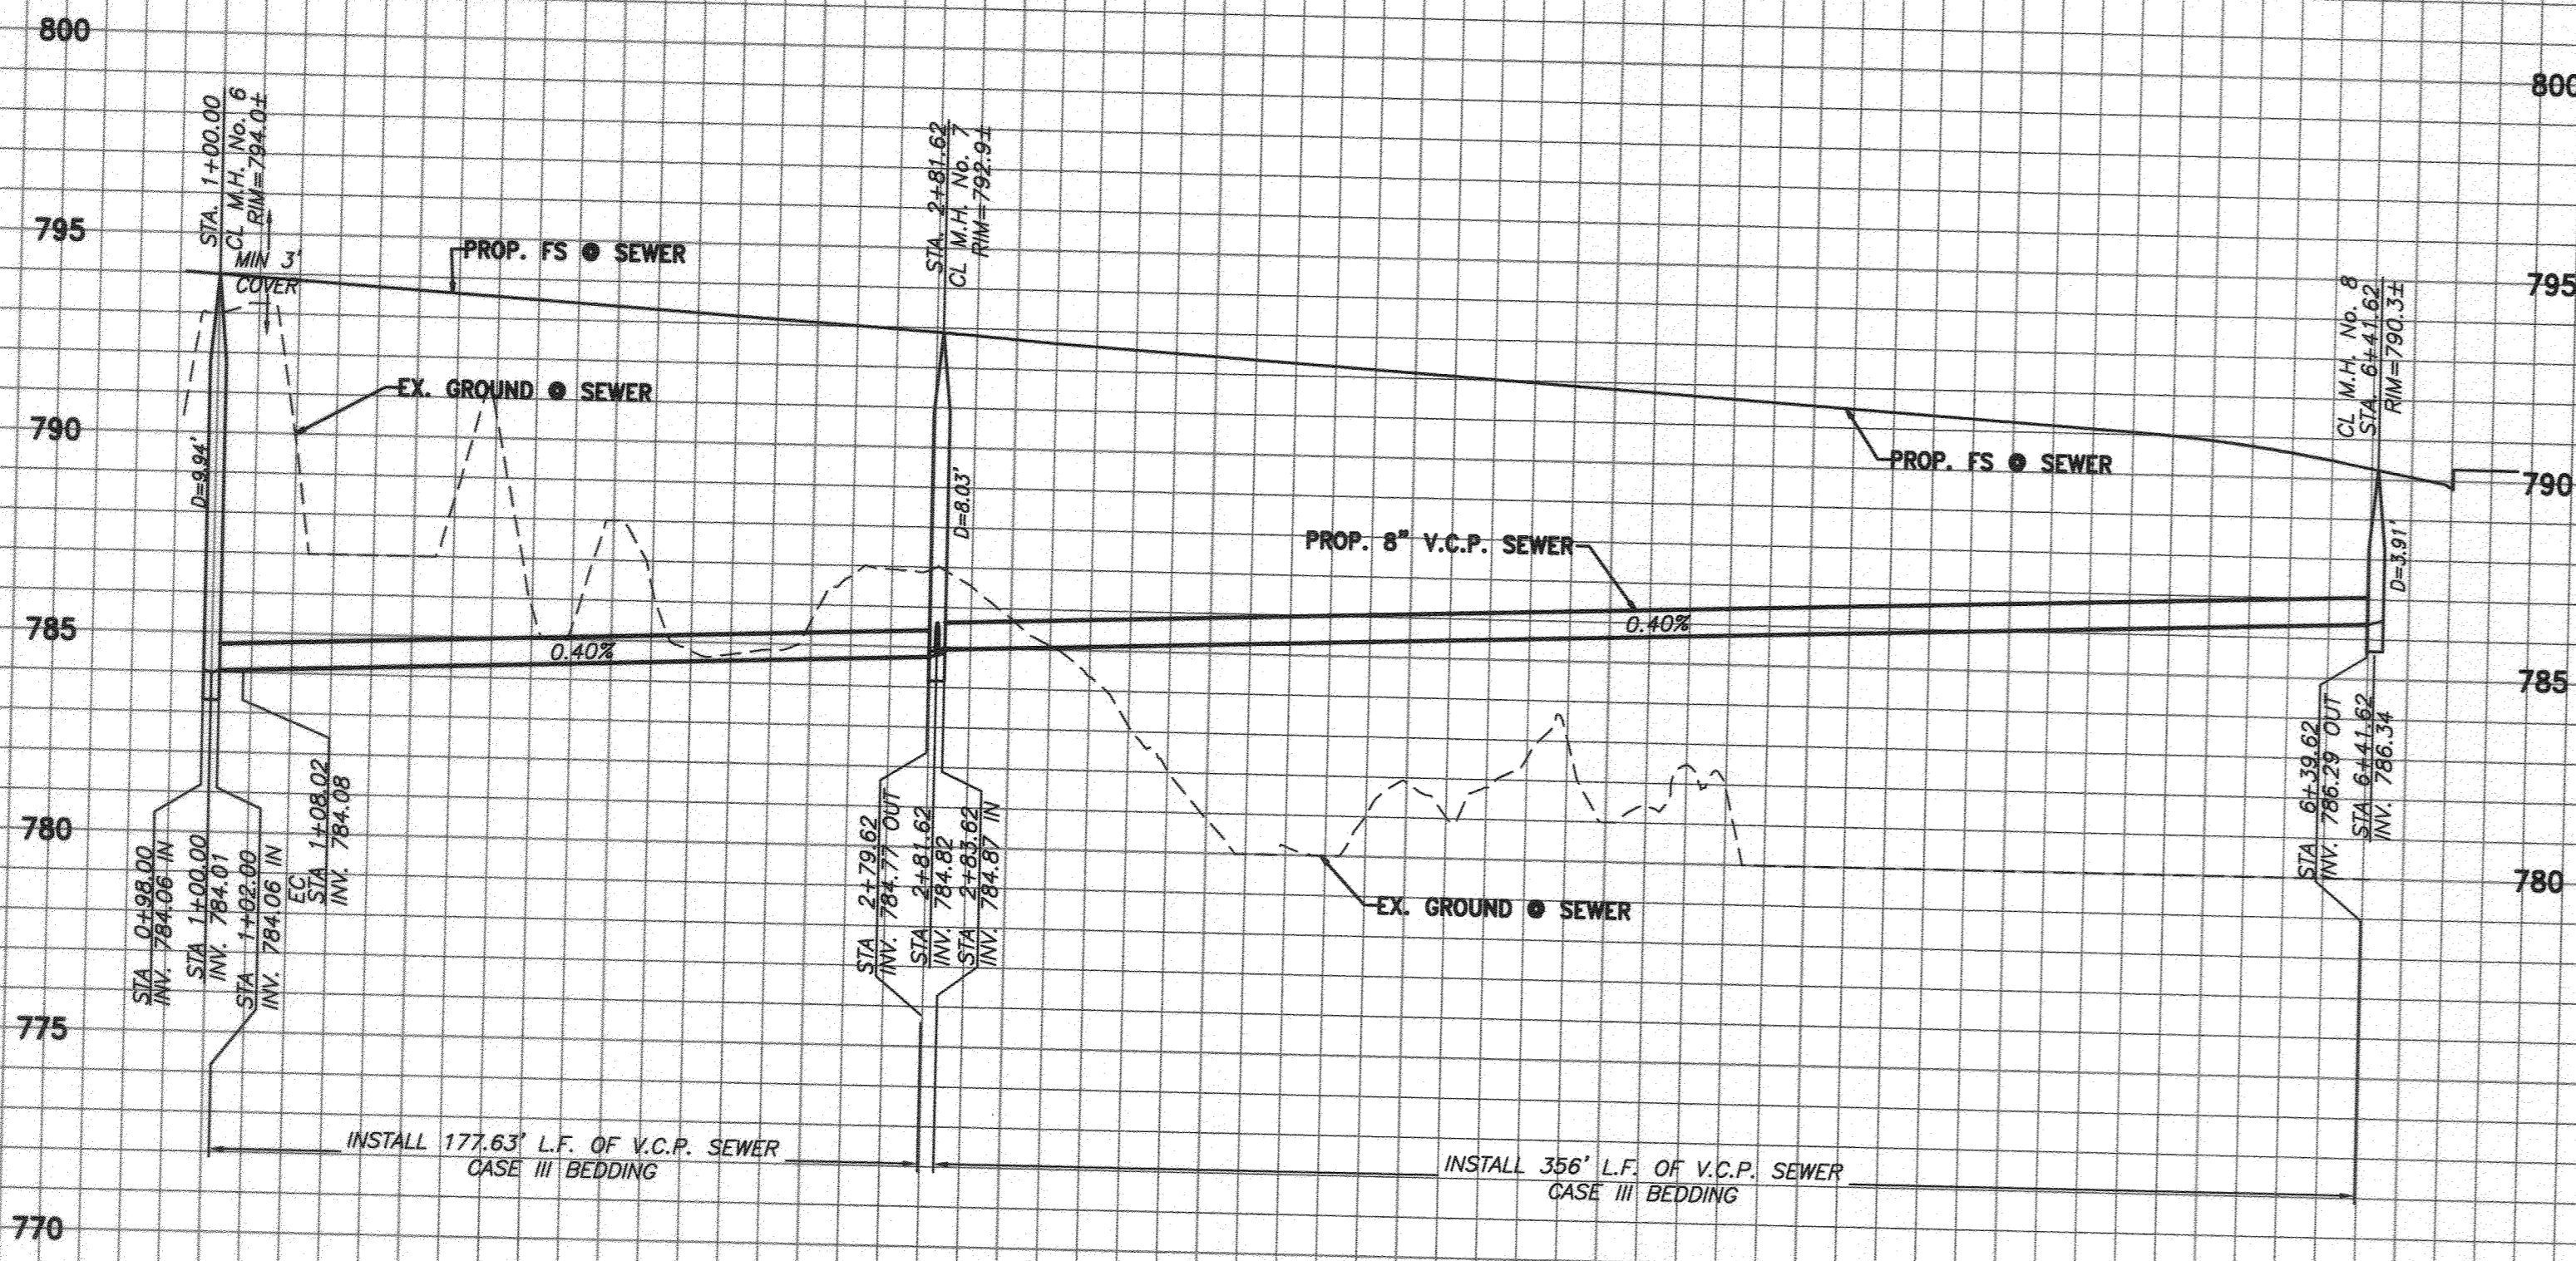 800
795
790
785
780
775
770
STA. 1+00.00
CL M.H. No. 6
RIM=794.0±
MIN 3'
COVER
PROP. FS @ SEWER
EX. GROUND @ SEWER
D=9.94'
0.40%
STA 0+98.00
INV. 784.06 IN
STA 1+00.00
INV. 784.01
STA 1+02.00
INV. 784.06 IN
EC
STA 1+08.02
INV. 784.08
INSTALL 177.63' L.F. OF V.C.P. SEWER
CASE III BEDDING
STA. 2+81.62
CL M.H. No. 7
RIM=792.9±
D=8.03'
STA 2+79.62
INV. 784.77 OUT
STA 2+81.62
INV. 784.82
STA 2+83.62
INV. 784.87 IN
PROP. 8" V.C.P. SEWER
0.40%
PROP. FS @ SEWER
EX. GROUND @ SEWER
INSTALL 356' L.F. OF V.C.P. SEWER
CASE III BEDDING
CL M.H. No. 8
STA. 6+41.62
RIM=790.3±
D=3.91'
STA 6+39.62
INV. 786.29 OUT
STA 6+41.62
INV. 786.34
800
795
790
785
780